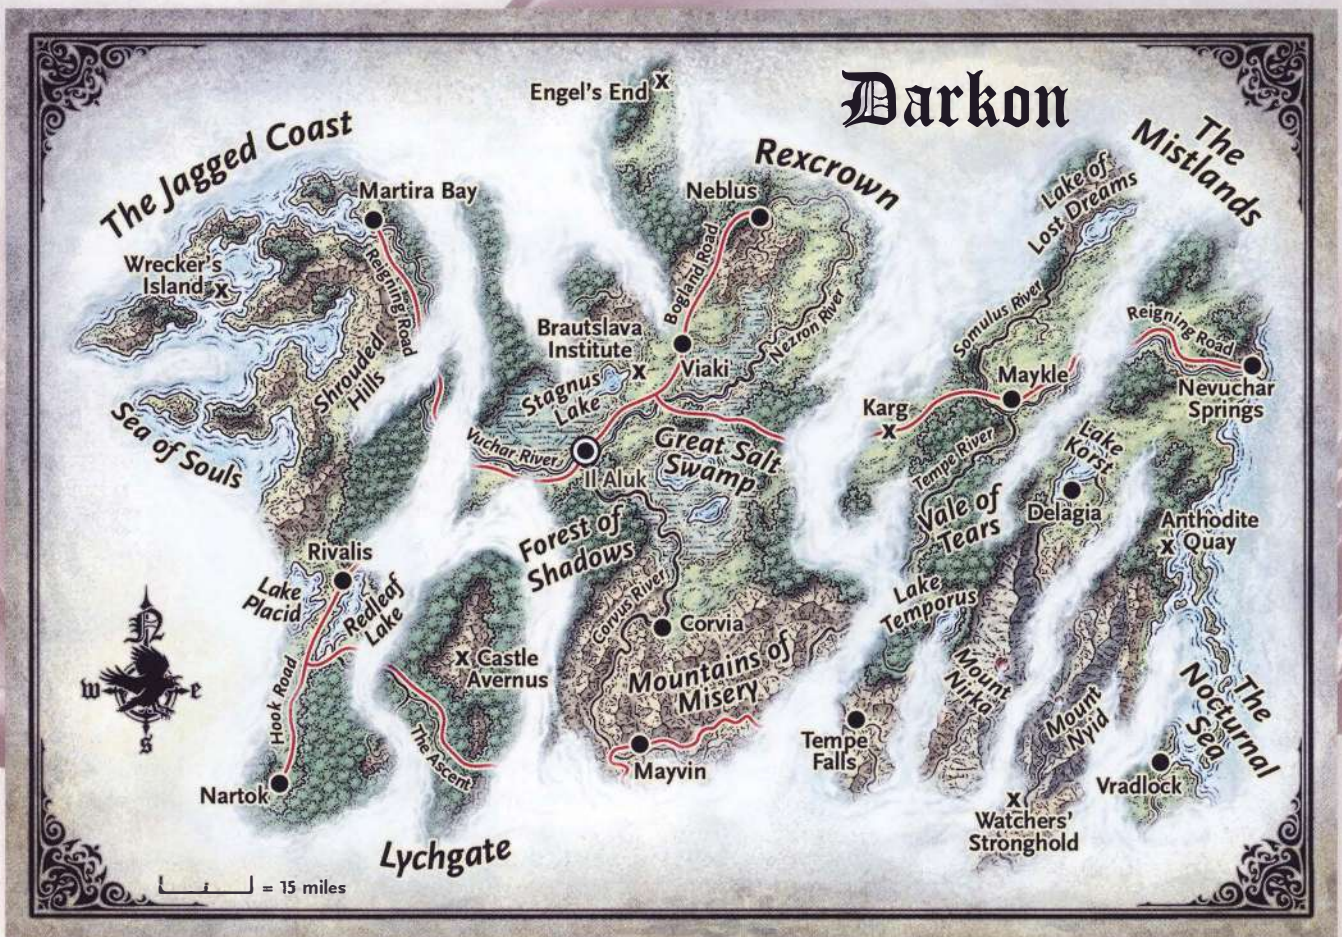 Darkon
Engel's End
The
Mistlands
The Jagged Coast
Rexcrown
Lake of
Lost Dreams
Martira Bay
Neblus
Wrecker's
Island
Reigning Road
Bogland Road
Nezron River
Somulus River
Reigning Road
Brautslava
Institute
Viaki
Shrouded
Hills
Stagnus
Lake
Maykle
Nevuchar
Springs
Karg
Sea of Souls
Vuchar River
Il Aluk
Great Salt
Swamp
Tempe River
Lake
Korst
Delagia
Vale of
Tears
Anthodite
Quay
Forest of
Shadows
Rivalis
Lake
Placid
Redleaf
Lake
Corvus River
Corvia
Lake
Temporus
N
w
e
s
Castle
Avernus
Mountains of
Misery
Mount
Nirka
Mount
Nyid
The
Nocturnal
Sea
Hook Road
The Ascent
Tempe
Falls
Mayvin
Vradlock
Nartok
Watchers'
Stronghold
Lychgate
= 15 miles